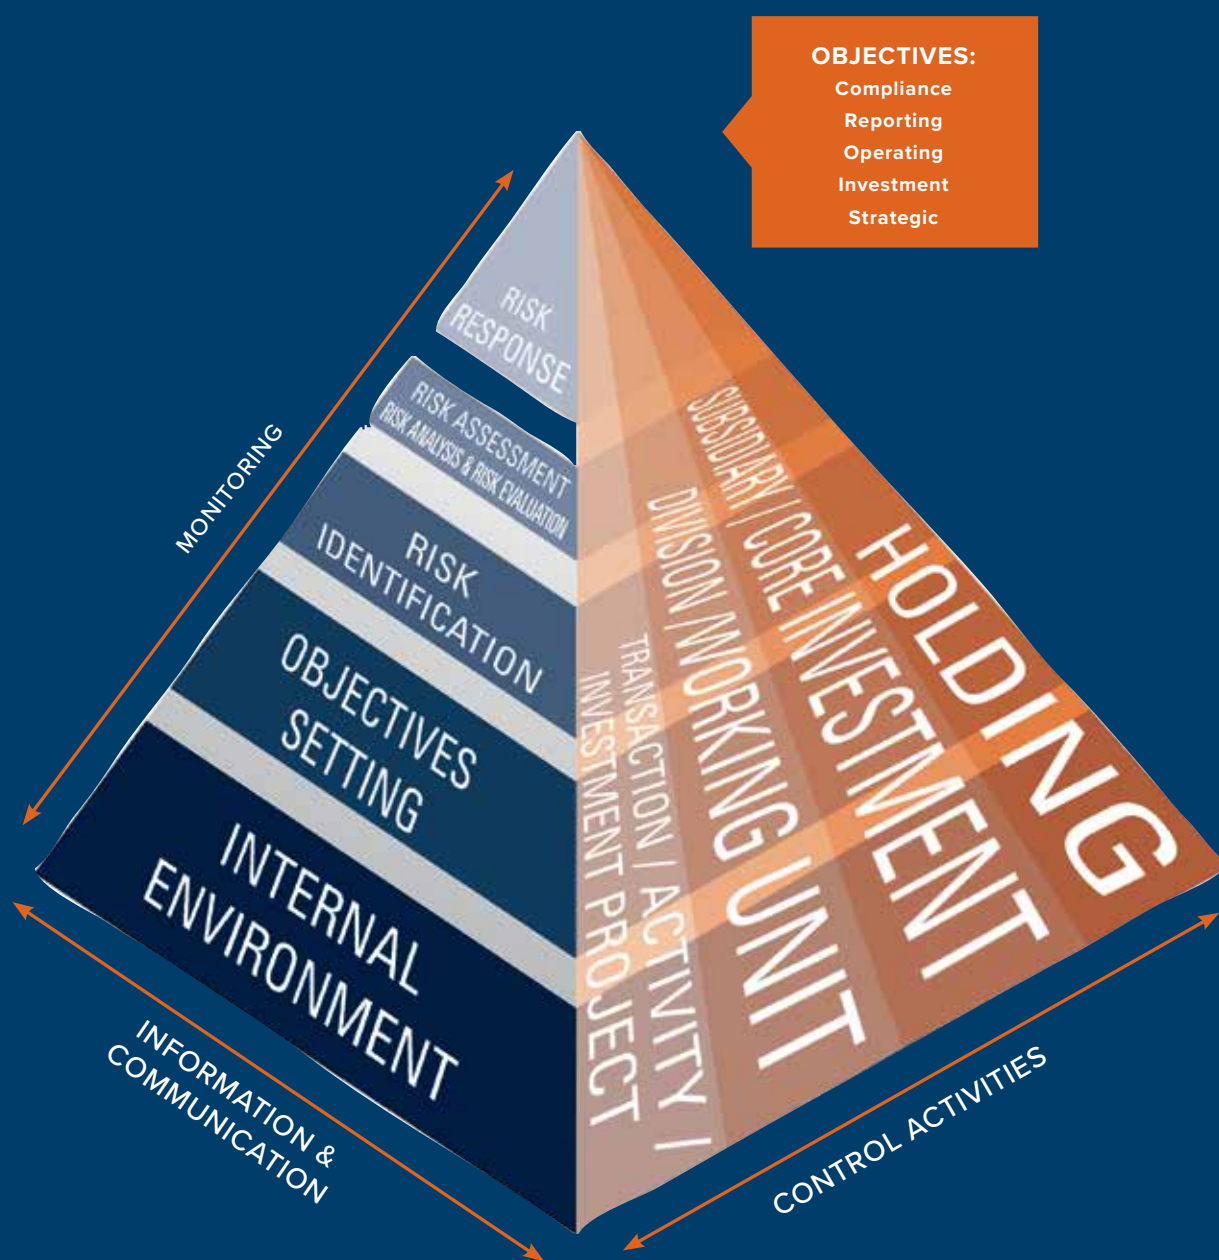 OBJECTIVES:
Compliance
Reporting
Operating
Investment
Strategic
RISK
RESPONSE
RISK ASSESSMENT
RISK ANALYSIS & RISK EVALUATION
RISK
IDENTIFICATION
OBJECTIVES
SETTING
INTERNAL
ENVIRONMENT
MONITORING
INFORMATION &
COMMUNICATION
CONTROL ACTIVITIES
HOLDING
SUBSIDIARY / CORE INVESTMENT
DIVISION / WORKING UNIT
TRANSACTION / ACTIVITY /
INVESTMENT PROJECT